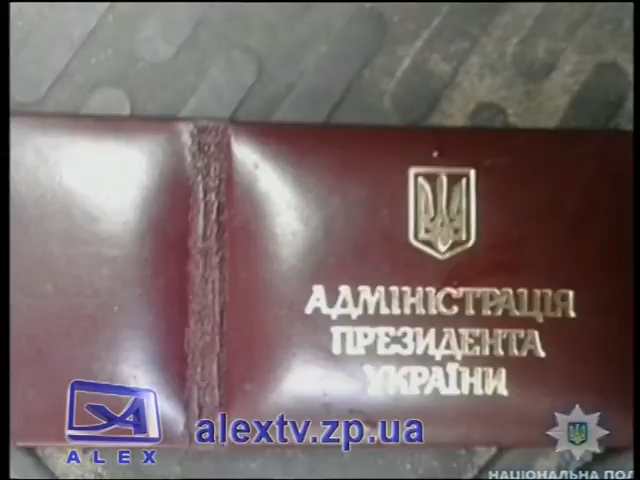 АДМІНІСТРАЦІЯ
ПРЕЗИДЕНТА
УКРАЇНИ
ALEX
alextv.zp.ua
НАЦІОНАЛЬНА ПОЛ